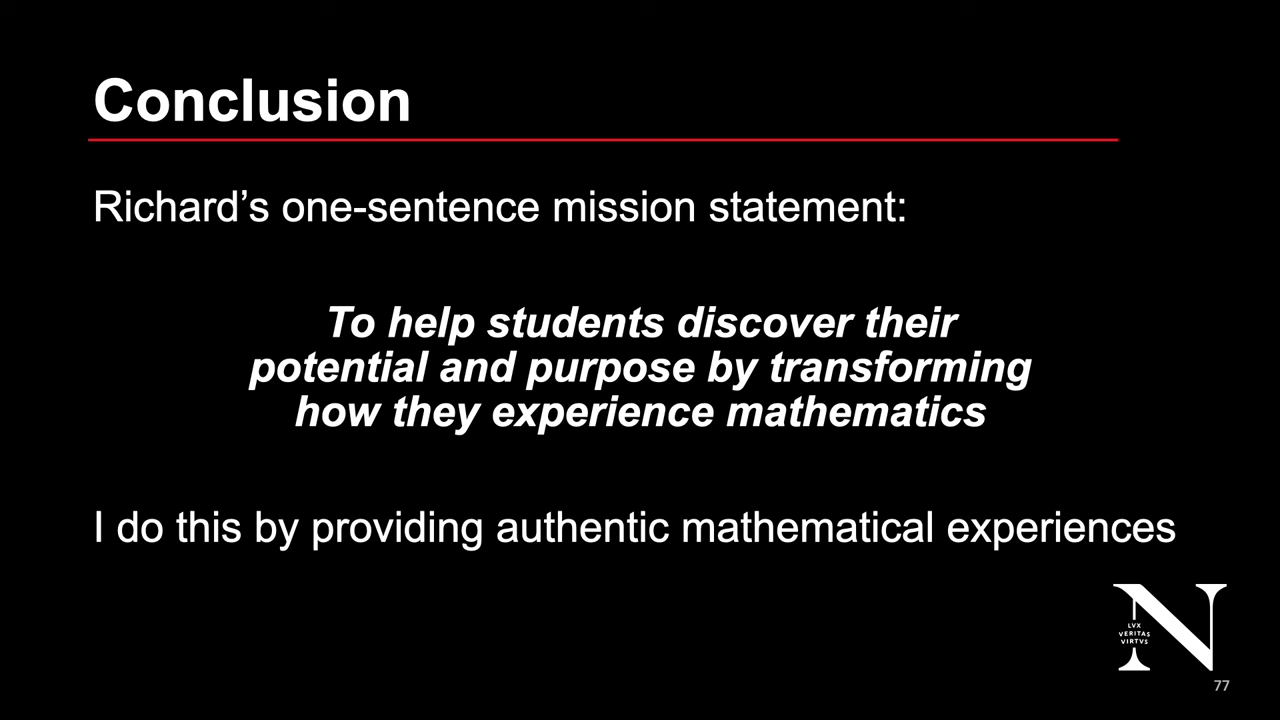 Conclusion
Richard’s one-sentence mission statement:
To help students discover their
potential and purpose by transforming
how they experience mathematics
I do this by providing authentic mathematical experiences
N
LVX
VERITAS
VIRTVS
77